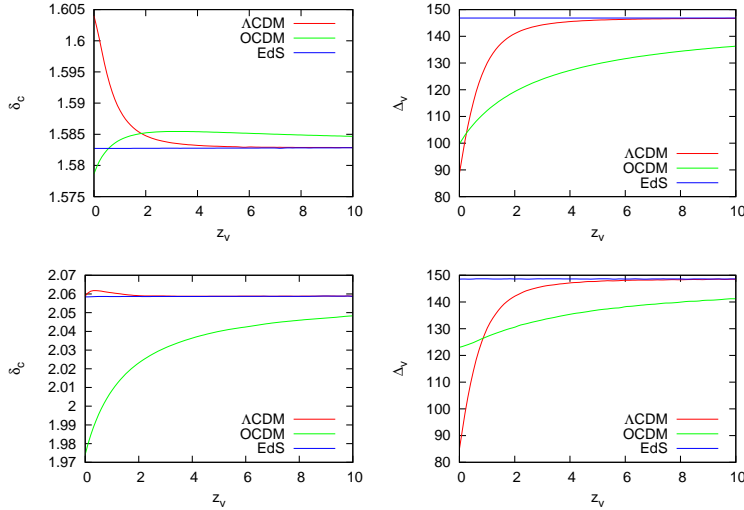 1.605
1.6
1.595
1.59
1.585
1.58
1.575
δc
0 2 4 6 8 10
zv
ΛCDM
OCDM
EdS
150
140
130
120
110
100
90
80
Δv
0 2 4 6 8 10
zv
ΛCDM
OCDM
EdS
2.07
2.06
2.05
2.04
2.03
2.02
2.01
2
1.99
1.98
1.97
δc
0 2 4 6 8 10
zv
ΛCDM
OCDM
EdS
150
140
130
120
110
100
90
80
Δv
0 2 4 6 8 10
zv
ΛCDM
OCDM
EdS